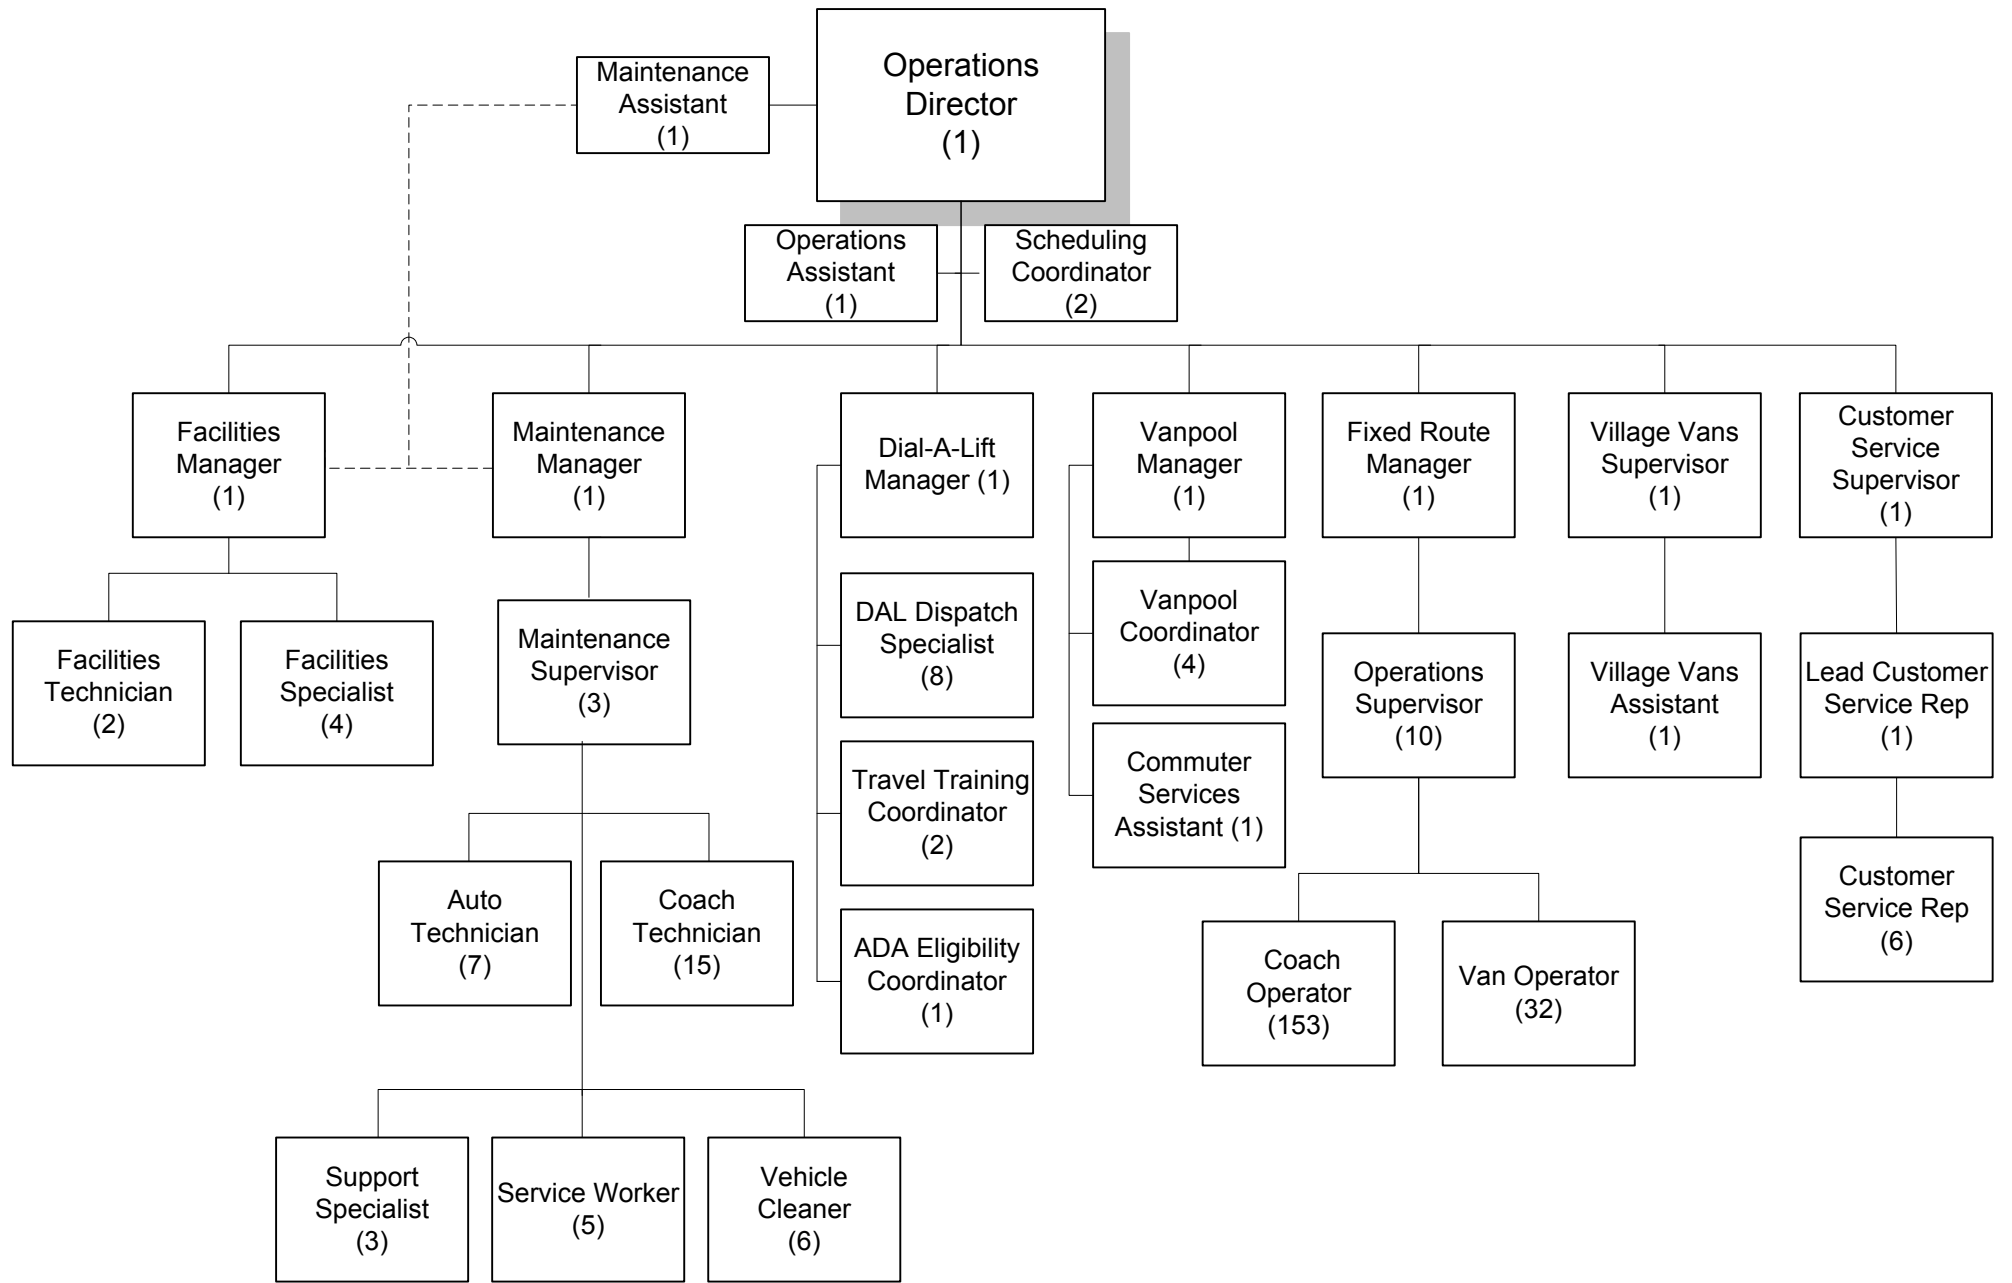 Operations
Director
(1)
Maintenance
Assistant
(1)
Operations
Assistant
(1)
Scheduling
Coordinator
(2)
Facilities
Manager
(1)
Maintenance
Manager
(1)
Dial-A-Lift
Manager (1)
Vanpool
Manager
(1)
Fixed Route
Manager
(1)
Village Vans
Supervisor
(1)
Customer
Service
Supervisor
(1)
Facilities
Technician
(2)
Facilities
Specialist
(4)
Maintenance
Supervisor
(3)
DAL Dispatch
Specialist
(8)
Vanpool
Coordinator
(4)
Operations
Supervisor
(10)
Village Vans
Assistant
(1)
Lead Customer
Service Rep
(1)
Travel Training
Coordinator
(2)
Commuter
Services
Assistant (1)
Auto
Technician
(7)
Coach
Technician
(15)
ADA Eligibility
Coordinator
(1)
Coach
Operator
(153)
Van Operator
(32)
Customer
Service Rep
(6)
Support
Specialist
(3)
Service Worker
(5)
Vehicle
Cleaner
(6)